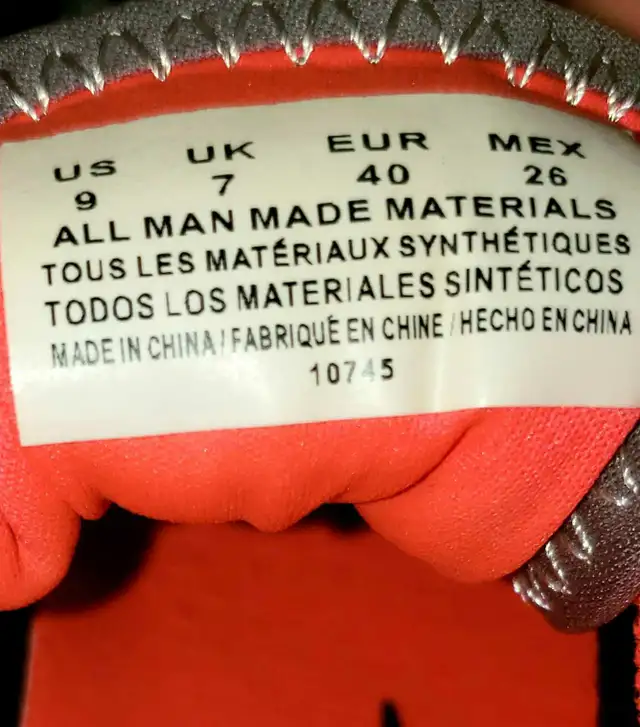 US UK EUR MEX
9 7 40 26
ALL MAN MADE MATERIALS
TOUS LES MATÉRIAUX SYNTHÉTIQUES
TODOS LOS MATERIALES SINTÉTICOS
MADE IN CHINA / FABRIQUÉ EN CHINE / HECHO EN CHINA
10745